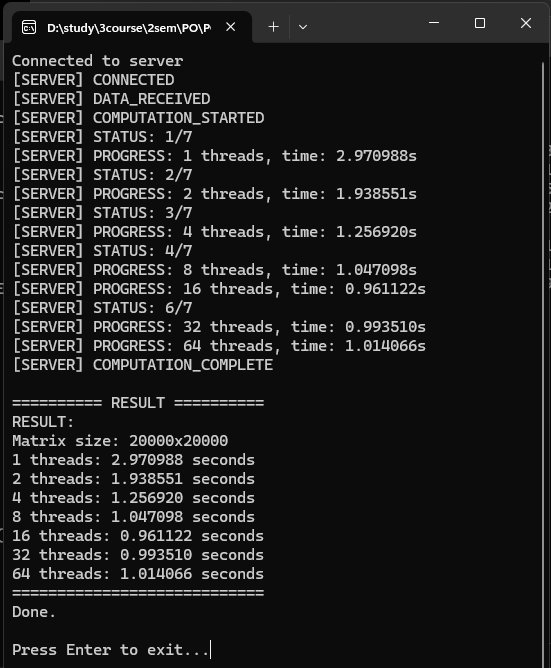 D:\study\3course\2sem\PO\P
Connected to server
[SERVER] CONNECTED
[SERVER] DATA_RECEIVED
[SERVER] COMPUTATION_STARTED
[SERVER] STATUS: 1/7
[SERVER] PROGRESS: 1 threads, time: 2.970988s
[SERVER] STATUS: 2/7
[SERVER] PROGRESS: 2 threads, time: 1.938551s
[SERVER] STATUS: 3/7
[SERVER] PROGRESS: 4 threads, time: 1.256920s
[SERVER] STATUS: 4/7
[SERVER] PROGRESS: 8 threads, time: 1.047098s
[SERVER] PROGRESS: 16 threads, time: 0.961122s
[SERVER] STATUS: 6/7
[SERVER] PROGRESS: 32 threads, time: 0.993510s
[SERVER] PROGRESS: 64 threads, time: 1.014066s
[SERVER] COMPUTATION_COMPLETE
========== RESULT ==========
RESULT:
Matrix size: 20000x20000
1 threads: 2.970988 seconds
2 threads: 1.938551 seconds
4 threads: 1.256920 seconds
8 threads: 1.047098 seconds
16 threads: 0.961122 seconds
32 threads: 0.993510 seconds
64 threads: 1.014066 seconds
============================
Done.
Press Enter to exit...